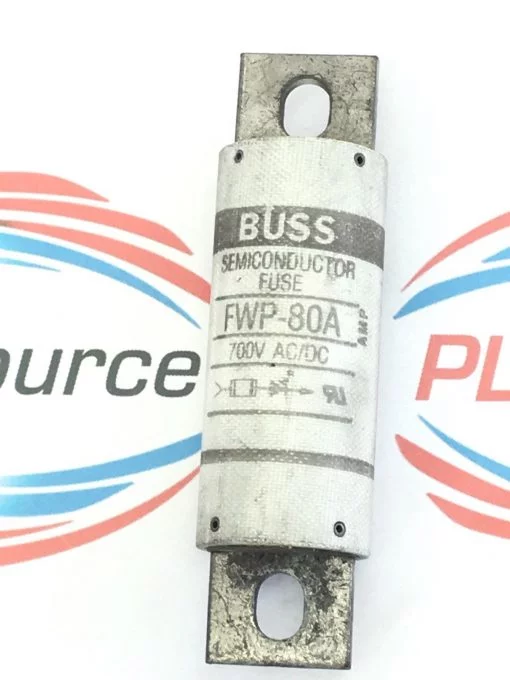 BUSS
SEMICONDUCTOR
FUSE
FWP-80A
AMP
700V AC/DC
ource
PL